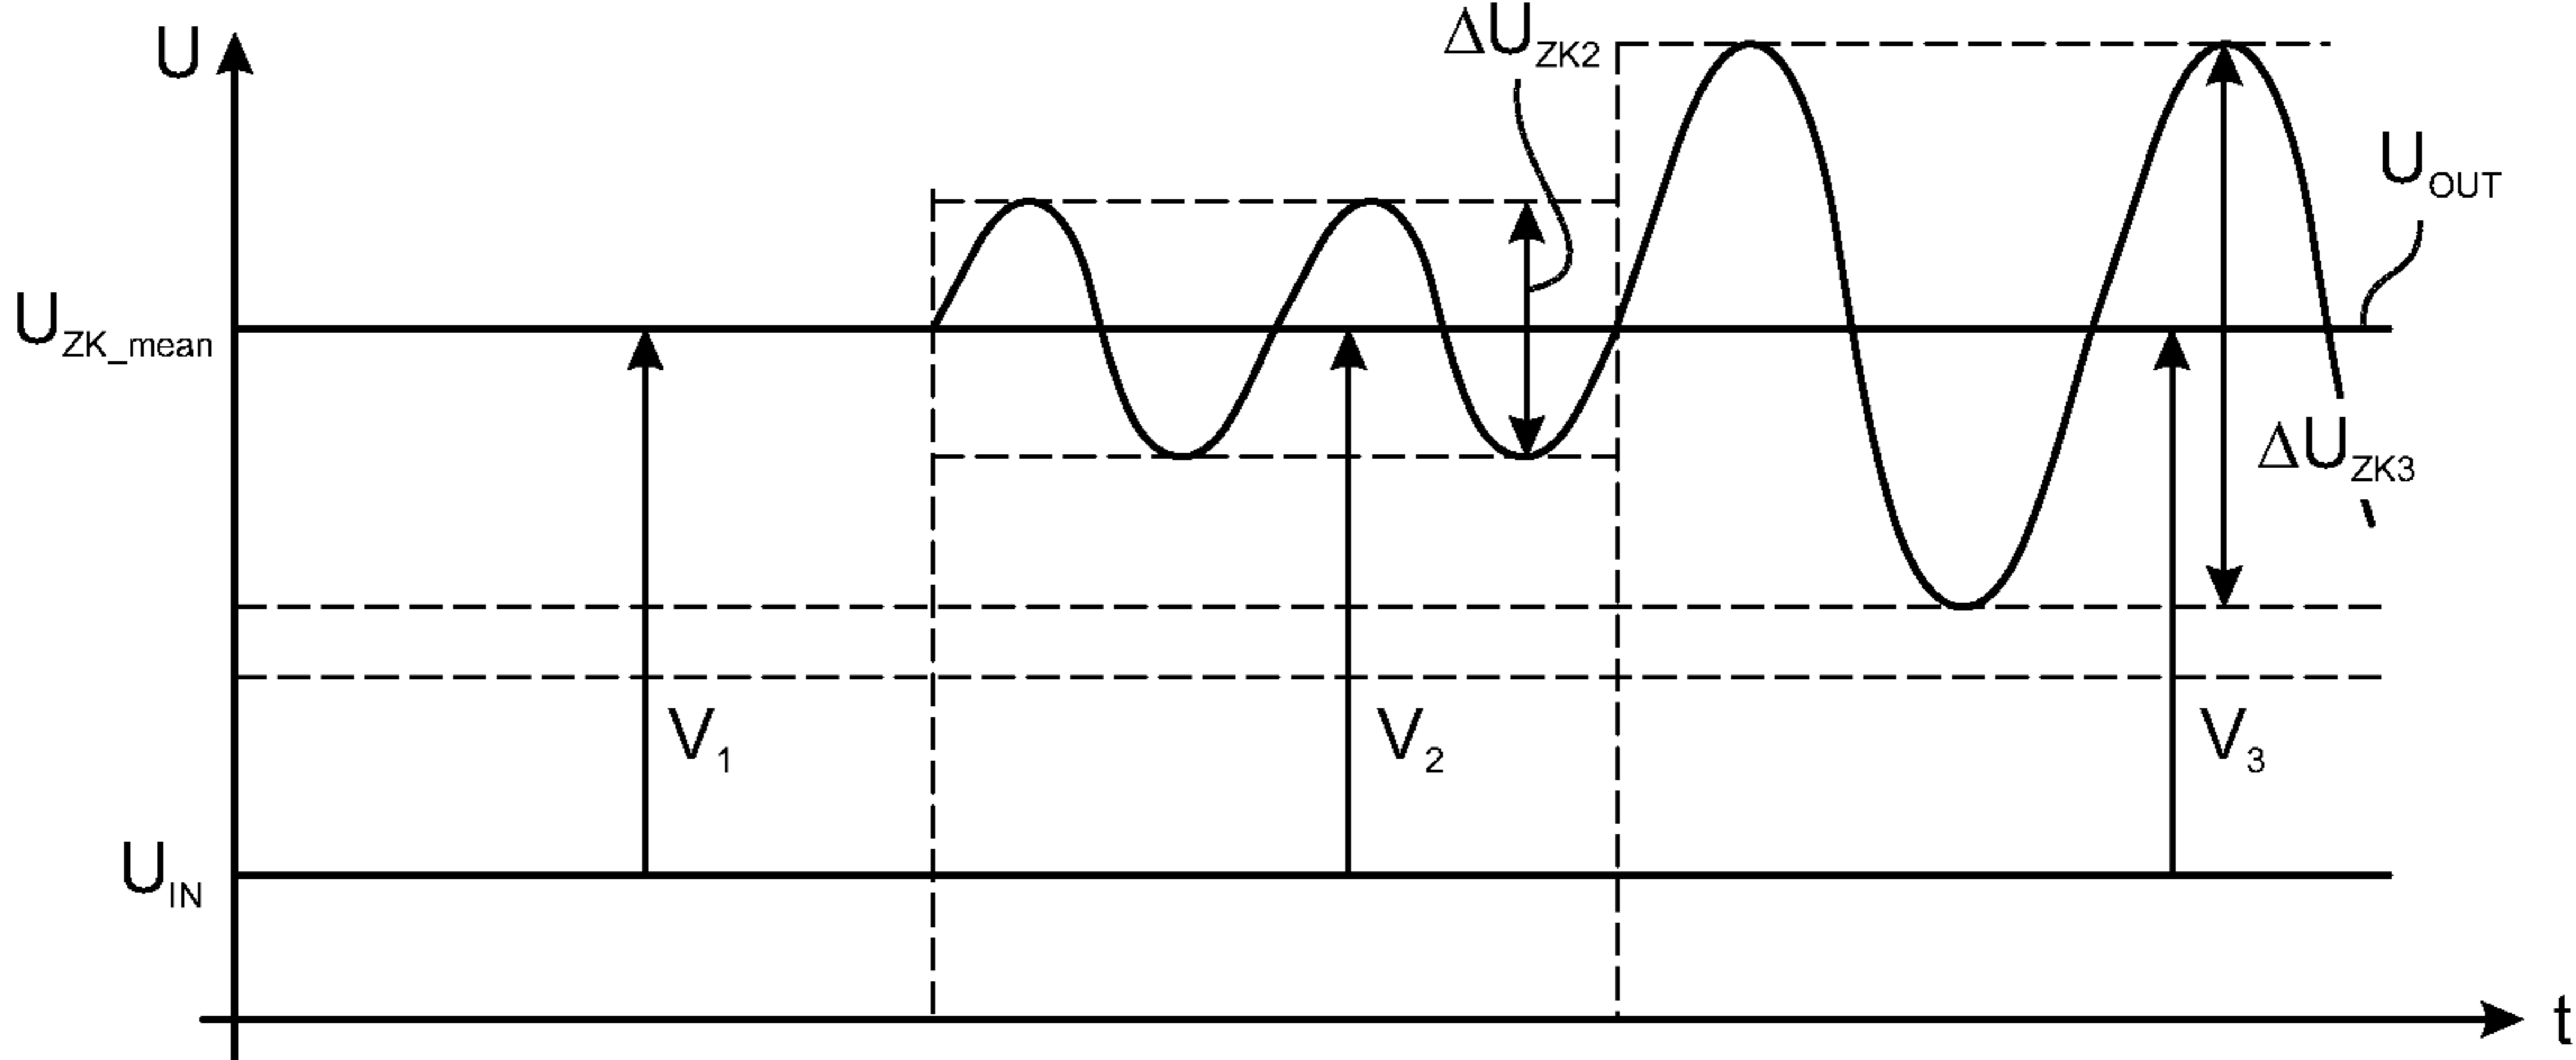 U
ΔU_ZK2
U_OUT
U_ZK_mean
ΔU_ZK3
V_1
V_2
V_3
U_IN
t